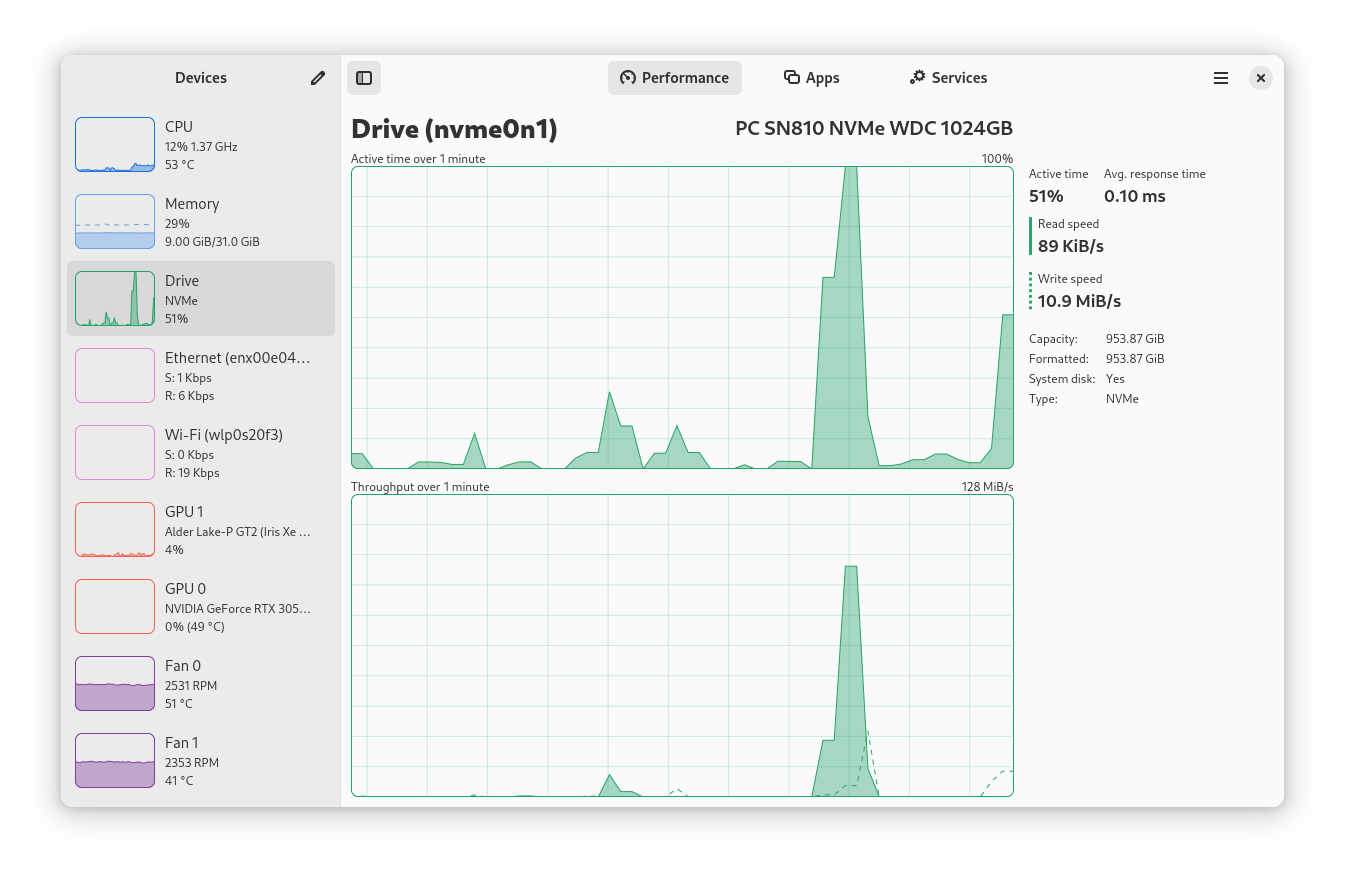 Devices
Performance
Apps
Services
CPU
12% 1.37 GHz
53 °C
Memory
29%
9.00 GiB/31.0 GiB
Drive
NVMe
51%
Ethernet (enx00e04…
S: 1 Kbps
R: 6 Kbps
Wi-Fi (wlp0s20f3)
S: 0 Kbps
R: 19 Kbps
GPU 1
Alder Lake-P GT2 (Iris Xe …
4%
GPU 0
NVIDIA GeForce RTX 305…
0% (49 °C)
Fan 0
2531 RPM
51 °C
Fan 1
2353 RPM
41 °C
Drive (nvme0n1)
PC SN810 NVMe WDC 1024GB
Active time over 1 minute
100%
Throughput over 1 minute
128 MiB/s
Active time
Avg. response time
51%
0.10 ms
Read speed
89 KiB/s
Write speed
10.9 MiB/s
Capacity: 953.87 GiB
Formatted: 953.87 GiB
System disk: Yes
Type: NVMe